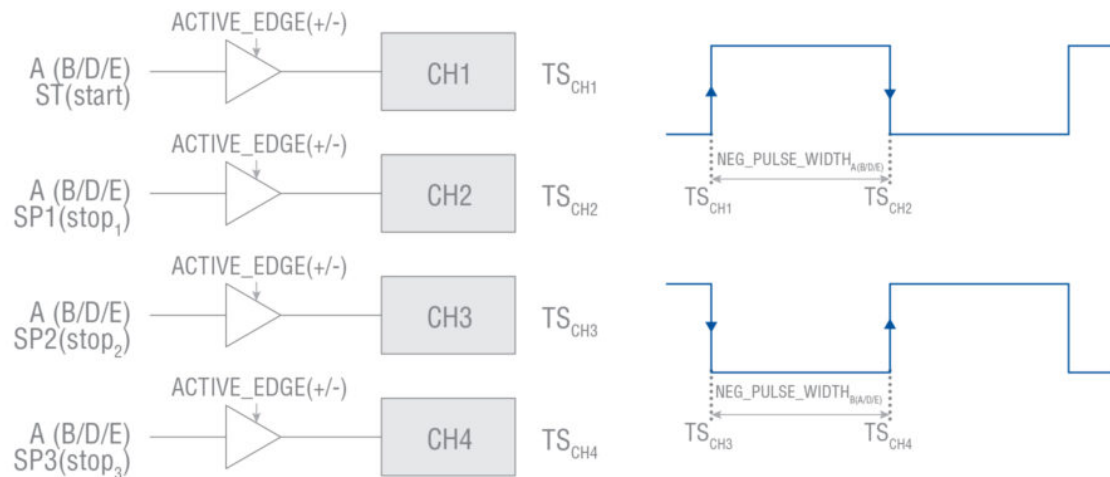 ACTIVE_EDGE(+/-)
A (B/D/E)
ST(start)
CH1
TSCH1
ACTIVE_EDGE(+/-)
A (B/D/E)
SP1(stop1)
CH2
TSCH2
ACTIVE_EDGE(+/-)
A (B/D/E)
SP2(stop2)
CH3
TSCH3
ACTIVE_EDGE(+/-)
A (B/D/E)
SP3(stop3)
CH4
TSCH4
NEG_PULSE_WIDTHA(B/D/E)
TSCH1
TSCH2
NEG_PULSE_WIDTHB(A/D/E)
TSCH3
TSCH4